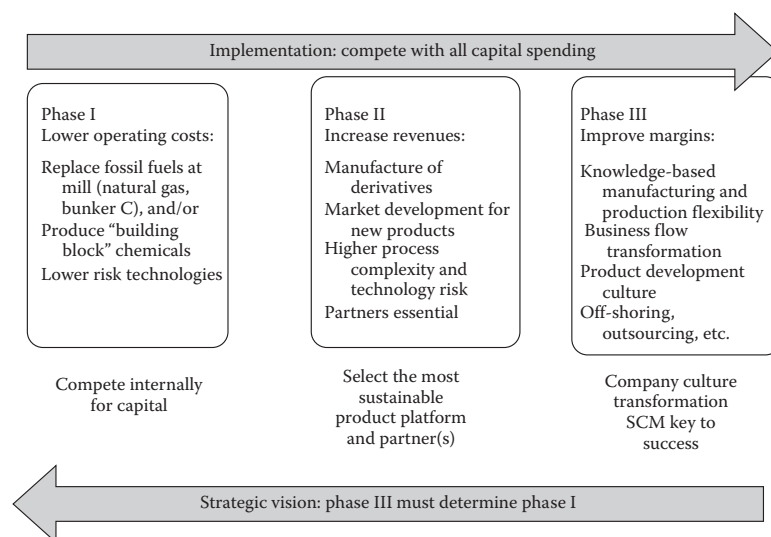 Implementation: compete with all capital spending
Phase I
Lower operating costs:
Replace fossil fuels at
mill (natural gas,
bunker C), and/or
Produce “building
block” chemicals
Lower risk technologies
Phase II
Increase revenues:
Manufacture of
derivatives
Market development for
new products
Higher process
complexity and
technology risk
Partners essential
Phase III
Improve margins:
Knowledge-based
manufacturing and
production flexibility
Business flow
transformation
Product development
culture
Off-shoring,
outsourcing, etc.
Compete internally
for capital
Select the most
sustainable
product platform
and partner(s)
Company culture
transformation
SCM key to
success
Strategic vision: phase III must determine phase I